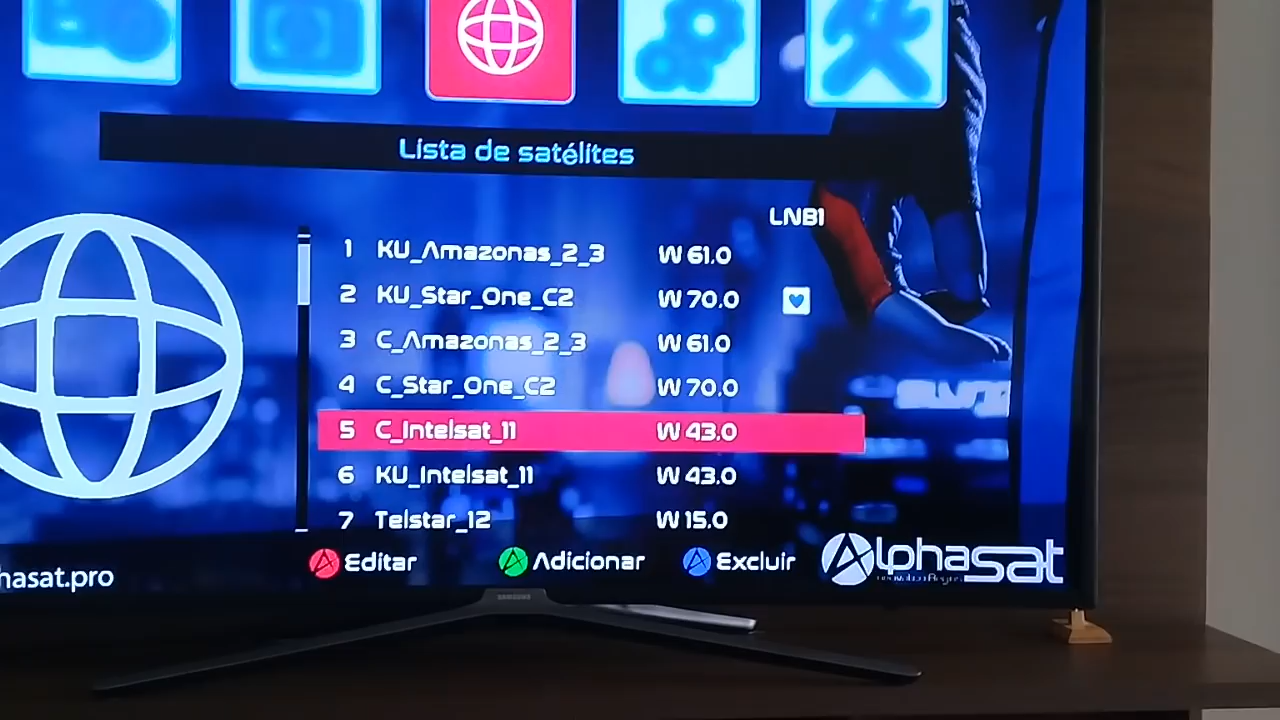 Lista de satélites
LNB1
1 KU_Amazonas_2_3 W 61.0
2 KU_Star_One_C2 W 70.0
3 C_Amazonas_2_3 W 61.0
4 C_Star_One_C2 W 70.0
5 C_Intelsat_11 W 43.0
6 KU_Intelsat_11 W 43.0
7 Telstar_12 W 15.0
Editar Adicionar Excluir Alphasat
hasat.pro
SAMSUNG